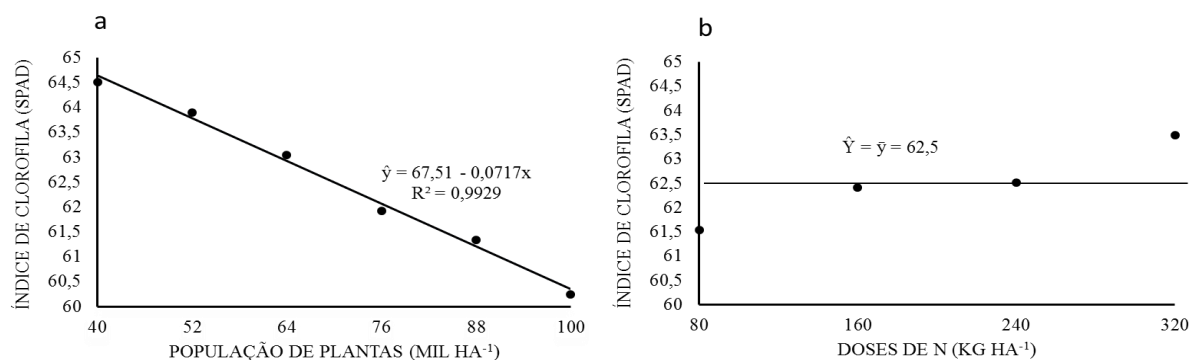 a
ÍNDICE DE CLOROFILA (SPAD)
65
64,5
64
63,5
63
62,5
62
61,5
61
60,5
60
ŷ = 67,51 - 0,0717x
R² = 0,9929
40 52 64 76 88 100
POPULAÇÃO DE PLANTAS (MIL HA⁻¹)
b
ÍNDICE DE CLOROFILA (SPAD)
65
64,5
64
63,5
63
62,5
62
61,5
61
60,5
60
Ŷ = ȳ = 62,5
80 160 240 320
DOSES DE N (KG HA⁻¹)